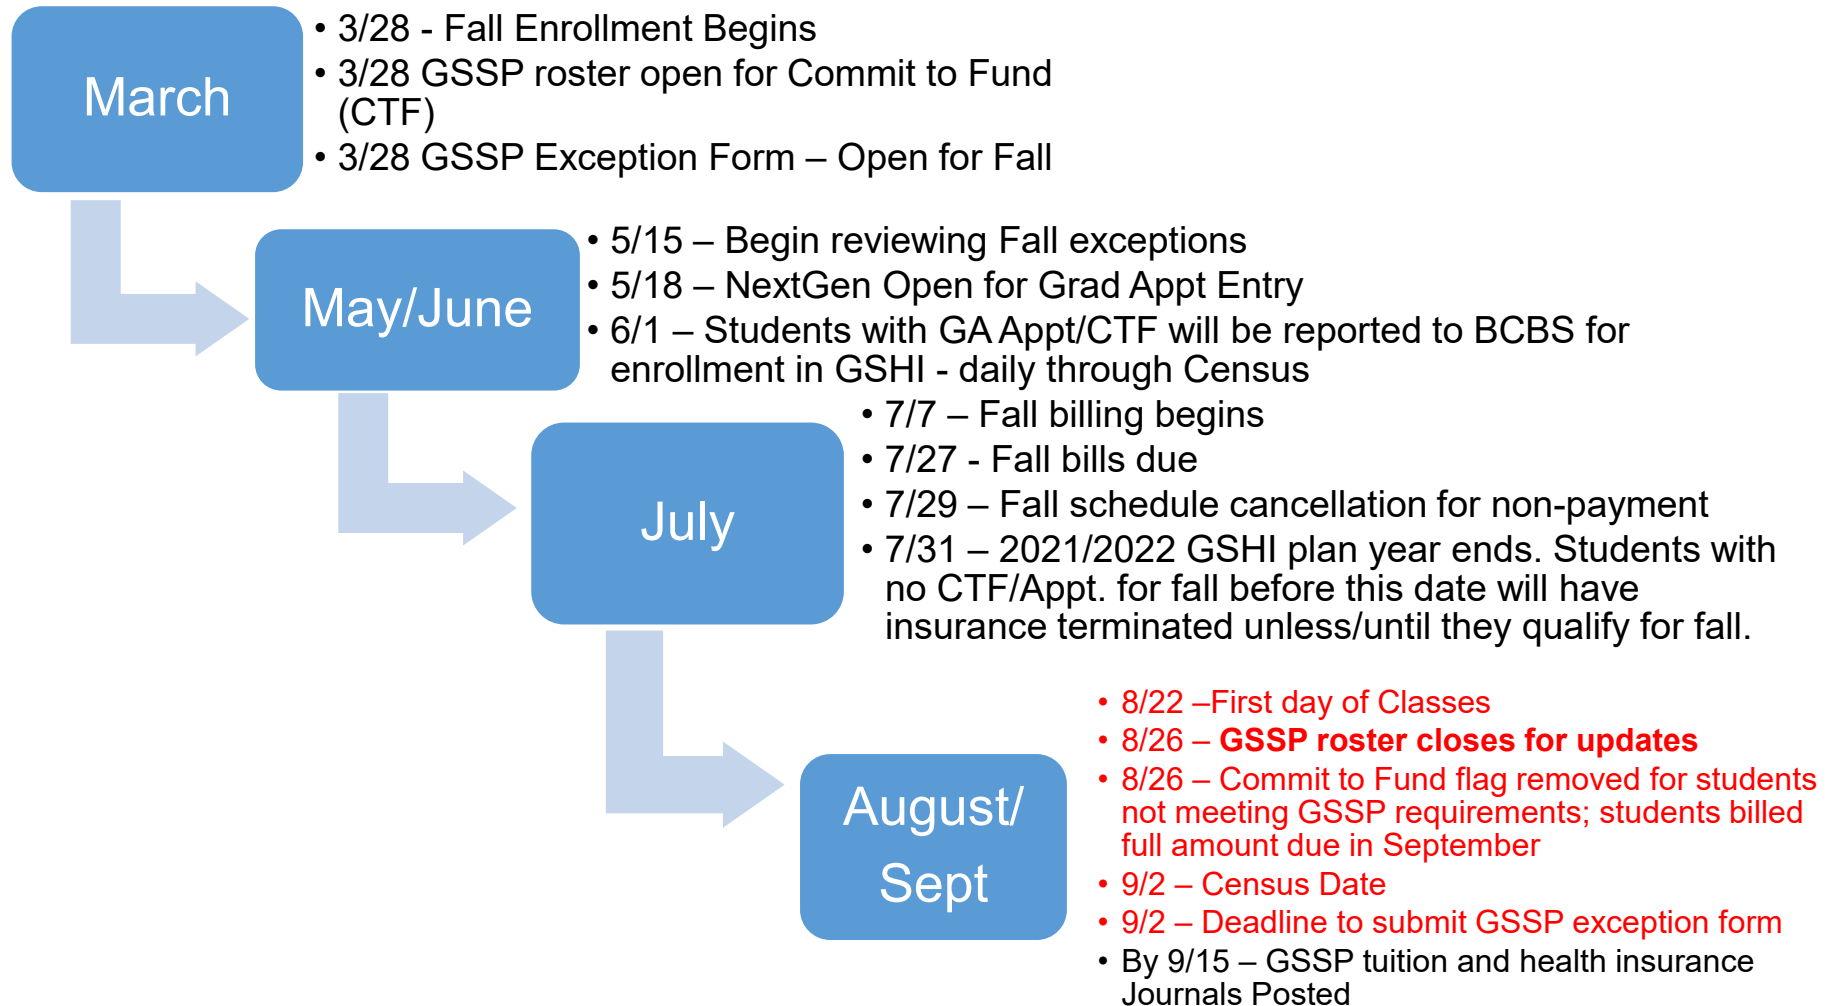 March
• 3/28 - Fall Enrollment Begins
• 3/28 GSSP roster open for Commit to Fund
(CTF)
• 3/28 GSSP Exception Form – Open for Fall
May/June
• 5/15 – Begin reviewing Fall exceptions
• 5/18 – NextGen Open for Grad Appt Entry
• 6/1 – Students with GA Appt/CTF will be reported to BCBS for
enrollment in GSHI - daily through Census
July
• 7/7 – Fall billing begins
• 7/27 - Fall bills due
• 7/29 – Fall schedule cancellation for non-payment
• 7/31 – 2021/2022 GSHI plan year ends. Students with
no CTF/Appt. for fall before this date will have
insurance terminated unless/until they qualify for fall.
August/
Sept
• 8/22 –First day of Classes
• 8/26 – GSSP roster closes for updates
• 8/26 – Commit to Fund flag removed for students
not meeting GSSP requirements; students billed
full amount due in September
• 9/2 – Census Date
• 9/2 – Deadline to submit GSSP exception form
• By 9/15 – GSSP tuition and health insurance
Journals Posted